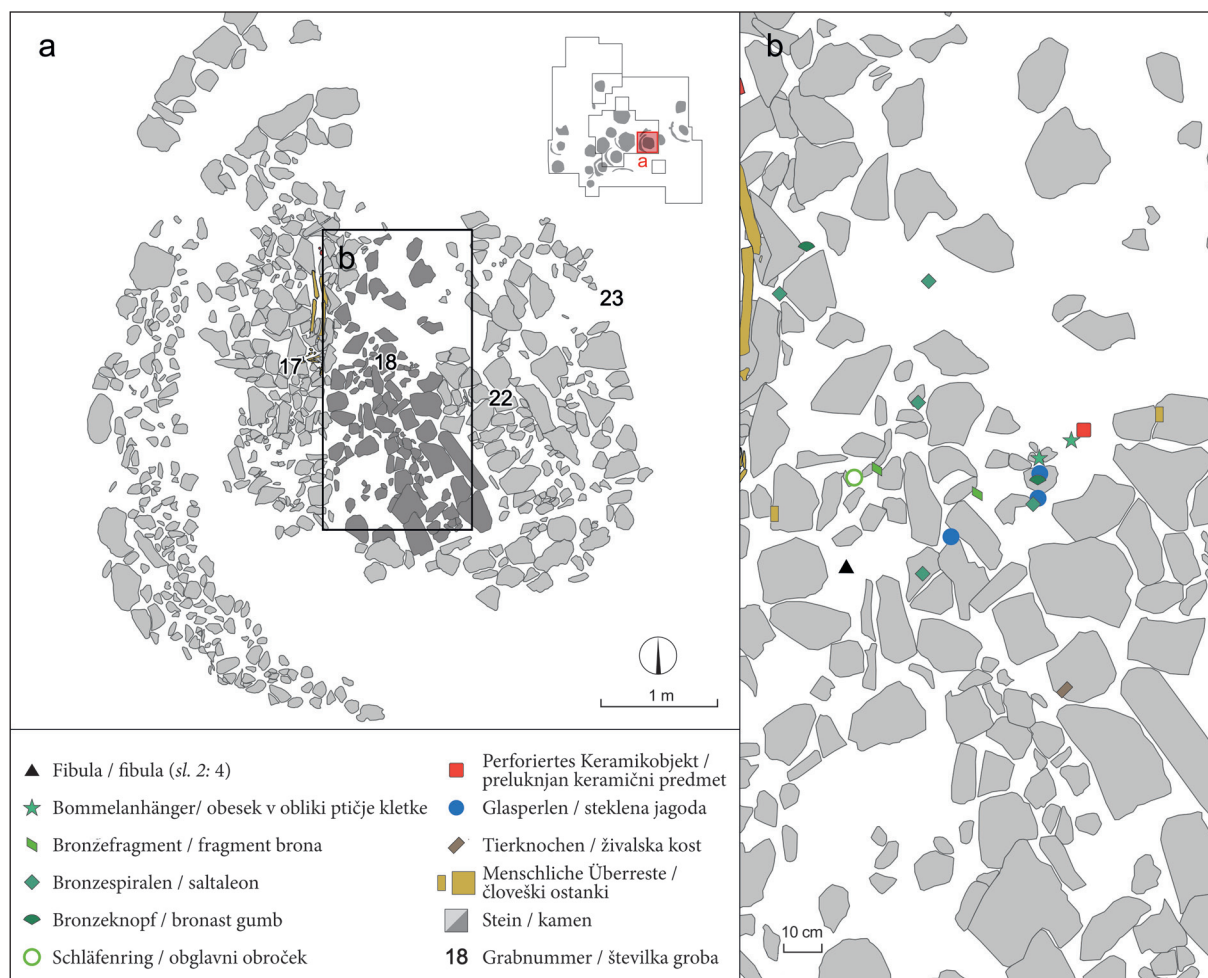 a
b
a
b
23
17
18
22
1 m
10 cm
Fibula / fibula (sl. 2: 4)
Bommelanhänger/ obesek v obliki ptičje kletke
Bronzefragment / fragment brona
Bronzespiralen / saltaleon
Bronzeknopf / bronast gumb
Schläfenring / obglavni obroček
Perforiertes Keramikobjekt /
preluknjan keramični predmet
Glasperlen / steklena jagoda
Tierknochen / živalska kost
Menschliche Überreste /
človeški ostanki
Stein / kamen
18 Grabnummer / številka groba